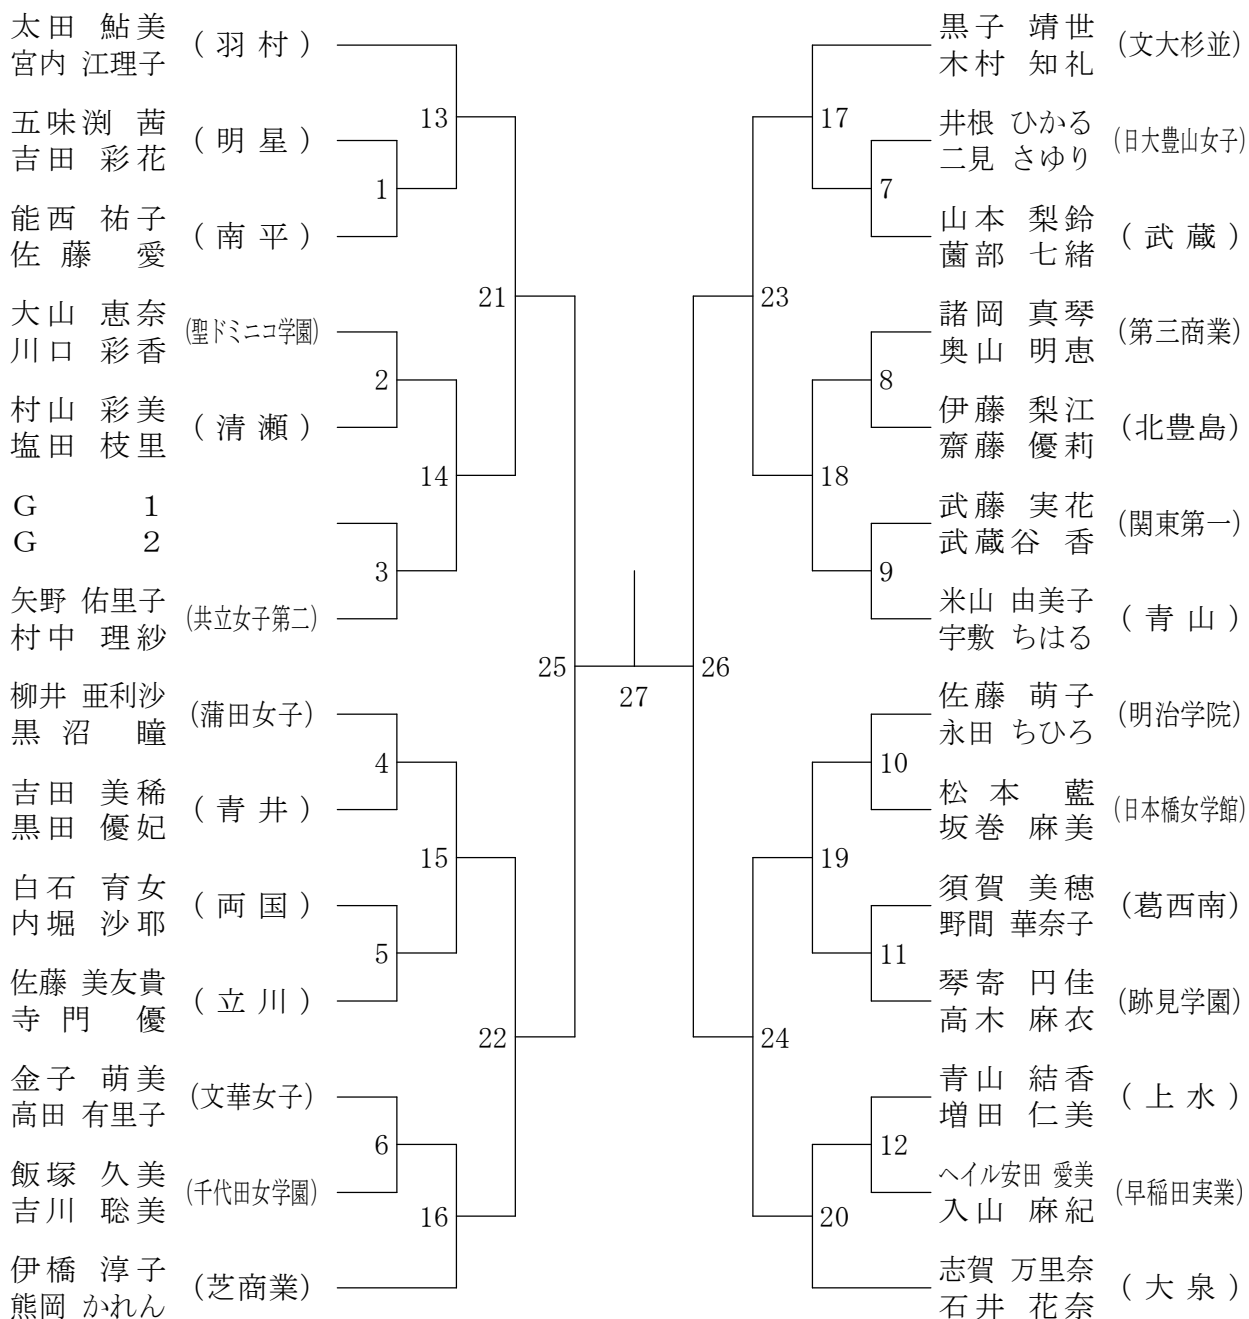 太田 鮎美
宮内 江理子
(羽村)
五味渕 茜
吉田 彩花
(明星)
能西 祐子
佐藤 愛
(南平)
大山 恵奈
川口 彩香
(聖ドミニコ学園)
村山 彩美
塩田 枝里
(清瀬)
G 1
G 2
矢野 佑里子
村中 理紗
(共立女子第二)
柳井 亜利沙
黒沼 瞳
(蒲田女子)
吉田 美稀
黒田 優妃
(青井)
白石 育女
内堀 沙耶
(両国)
佐藤 美友貴
寺門 優
(立川)
金子 萌美
高田 有里子
(文華女子)
飯塚 久美
吉川 聡美
(千代田女学園)
伊橋 淳子
熊岡 かれん
(芝商業)
13
1
21
2
14
3
25
4
15
5
22
6
16
27
17
7
23
8
18
9
26
10
19
11
24
12
20
黒子 靖世
木村 知礼
(文大杉並)
井根 ひかる
二見 さゆり
(日大豊山女子)
山本 梨鈴
薗部 七緒
(武蔵)
諸岡 真琴
奥山 明恵
(第三商業)
伊藤 梨江
齋藤 優莉
(北豊島)
武藤 実花
武蔵谷 香
(関東第一)
米山 由美子
宇敷 ちはる
(青山)
佐藤 萌子
永田 ちひろ
(明治学院)
松本 藍
坂巻 麻美
(日本橋女学館)
須賀 美穂
野間 華奈子
(葛西南)
琴寄 円佳
高木 麻衣
(跡見学園)
青山 結香
増田 仁美
(上水)
ヘイル安田 愛美
入山 麻紀
(早稲田実業)
志賀 万里奈
石井 花奈
(大泉)